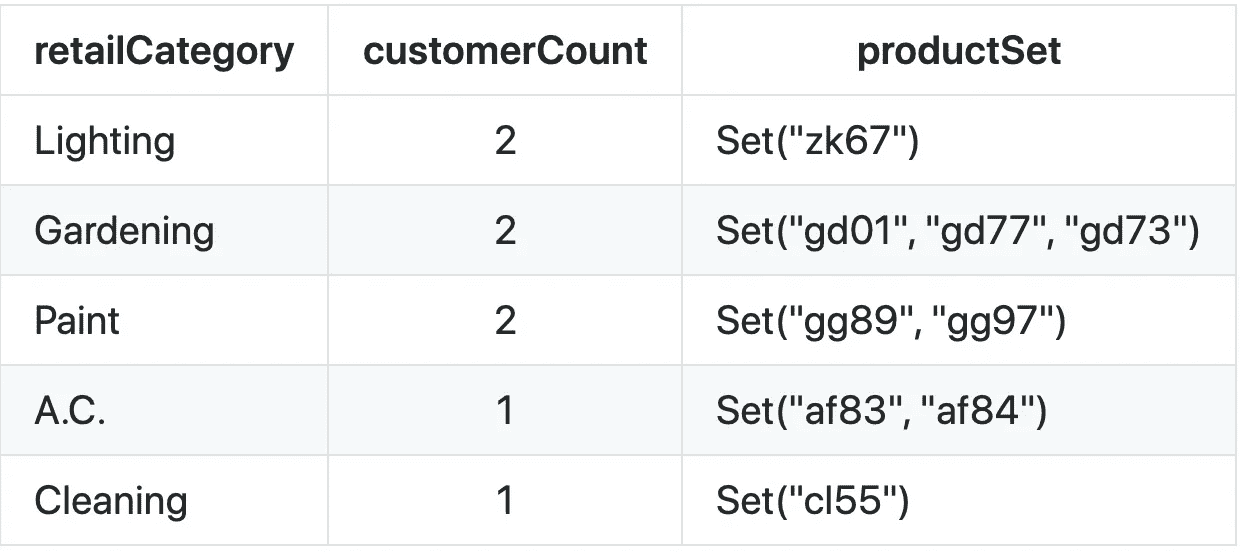 retailCategory customerCount productSet
Lighting 2 Set("zk67")
Gardening 2 Set("gd01", "gd77", "gd73")
Paint 2 Set("gg89", "gg97")
A.C. 1 Set("af83", "af84")
Cleaning 1 Set("cl55")